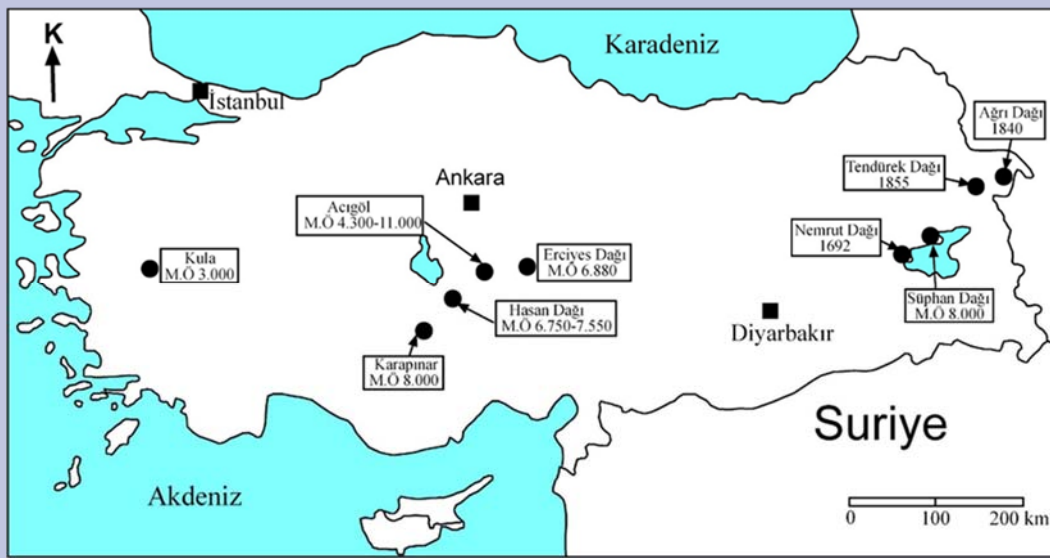 K
Karadeniz
İstanbul
Ağrı Dağı
1840
Tendürek Dağı
1855
Ankara
Acıgöl
M.Ö 4.300-11.000
Nemrut Dağı
1692
Kula
M.Ö 3.000
Erciyes Dağı
M.Ö 6.880
Hasan Dağı
M.Ö 6.750-7.550
Süphan Dağı
M.Ö 8.000
Diyarbakır
Karapınar
M.Ö 8.000
Suriye
Akdeniz
0 100 200 km